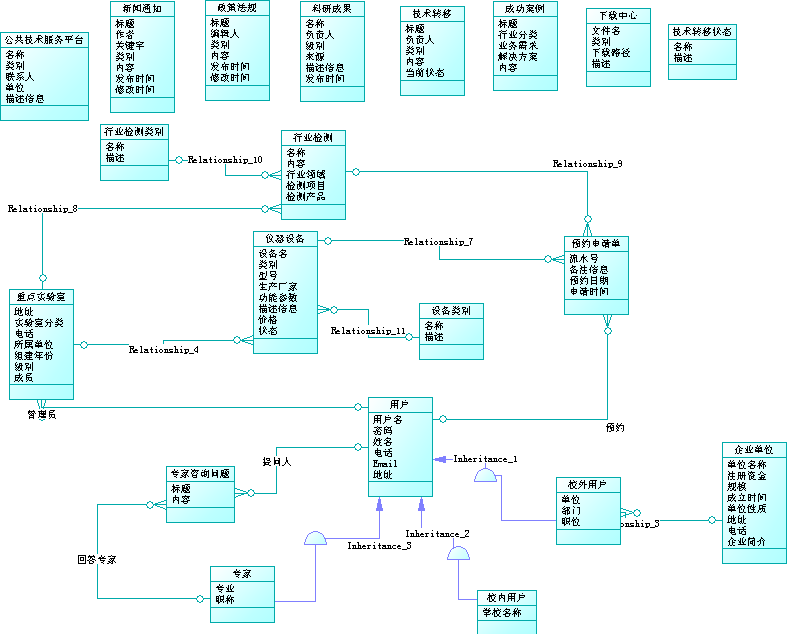 公共技术服务平台
名称
类别
联系人
单位
描述信息
新闻通知
标题
作者
关键字
类别
内容
发布时间
修改时间
政策法规
标题
编辑人
类别
内容
发布时间
修改时间
科研成果
名称
负责人
级别
来源
描述信息
发布时间
技术转移
标题
负责人
类别
内容
当前状态
成功案例
标题
行业分类
业务需求
解决方案
内容
下载中心
文件名
类别
下载路径
描述
技术转移状态
名称
描述
行业检测类别
名称
描述
Relationship_10
行业检测
名称
内容
行业领域
检测项目
检测产品
Relationship_9
Relationship_8
仪器设备
设备名
类别
型号
生产厂家
功能参数
描述信息
价格
状态
Relationship_7
预约申请单
流水号
备注信息
预约日期
申请时间
重点实验室
地址
实验室分类
电话
所属单位
组建年份
级别
成员
Relationship_4
Relationship_11
设备类别
名称
描述
管理员
用户
用户名
密码
姓名
电话
Email
地址
预约
提问人
专家咨询问题
标题
内容
Inheritance_1
校外用户
单位
部门
职位
onship_3
企业单位
单位名称
注册资金
规模
成立时间
单位性质
地址
电话
企业简介
回答专家
Inheritance_3
Inheritance_2
专家
专业
职称
校内用户
学校名称